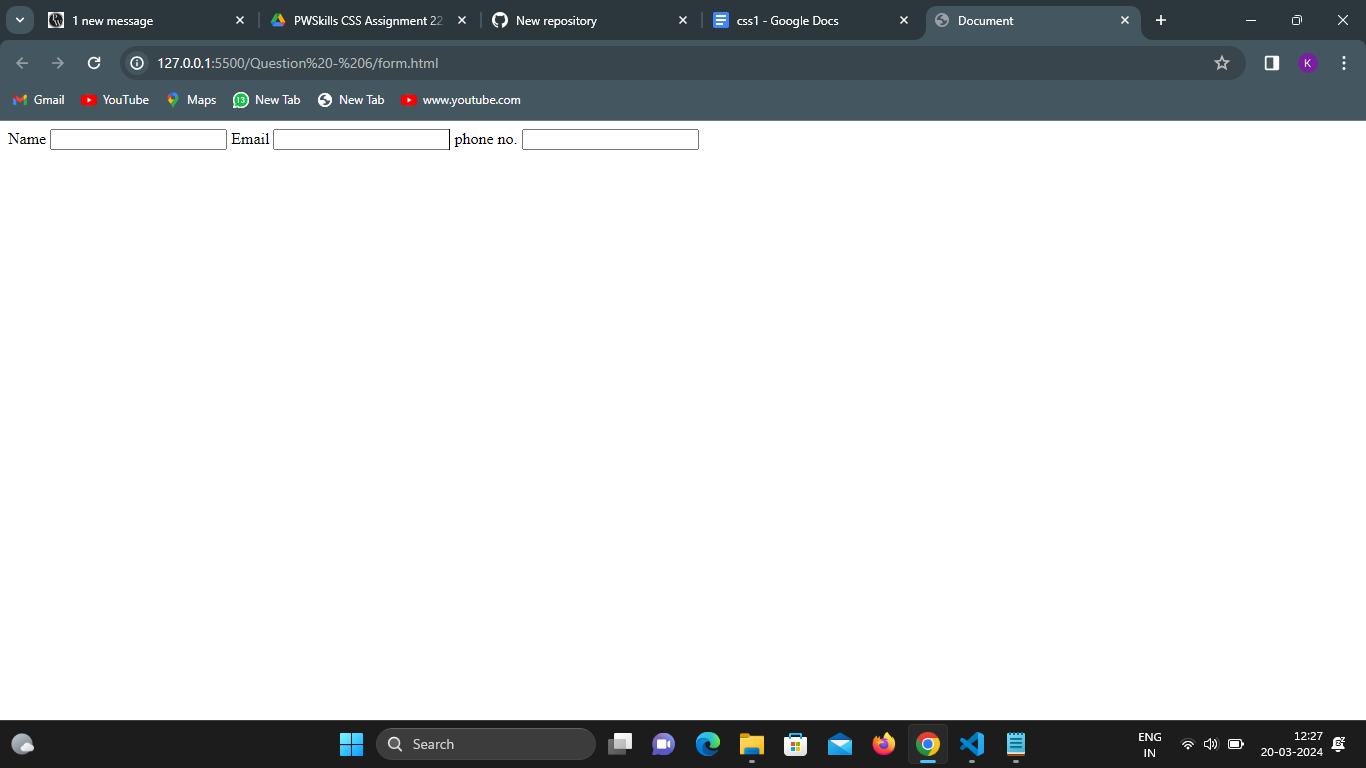 1 new message
PWSkills CSS Assignment 22
New repository
css1 - Google Docs
Document
127.0.0.1:5500/Question%20-%206/form.html
K
Gmail
YouTube
Maps
13
New Tab
New Tab
www.youtube.com
Name
Email
phone no.
Search
ENG
IN
12:27
20-03-2024